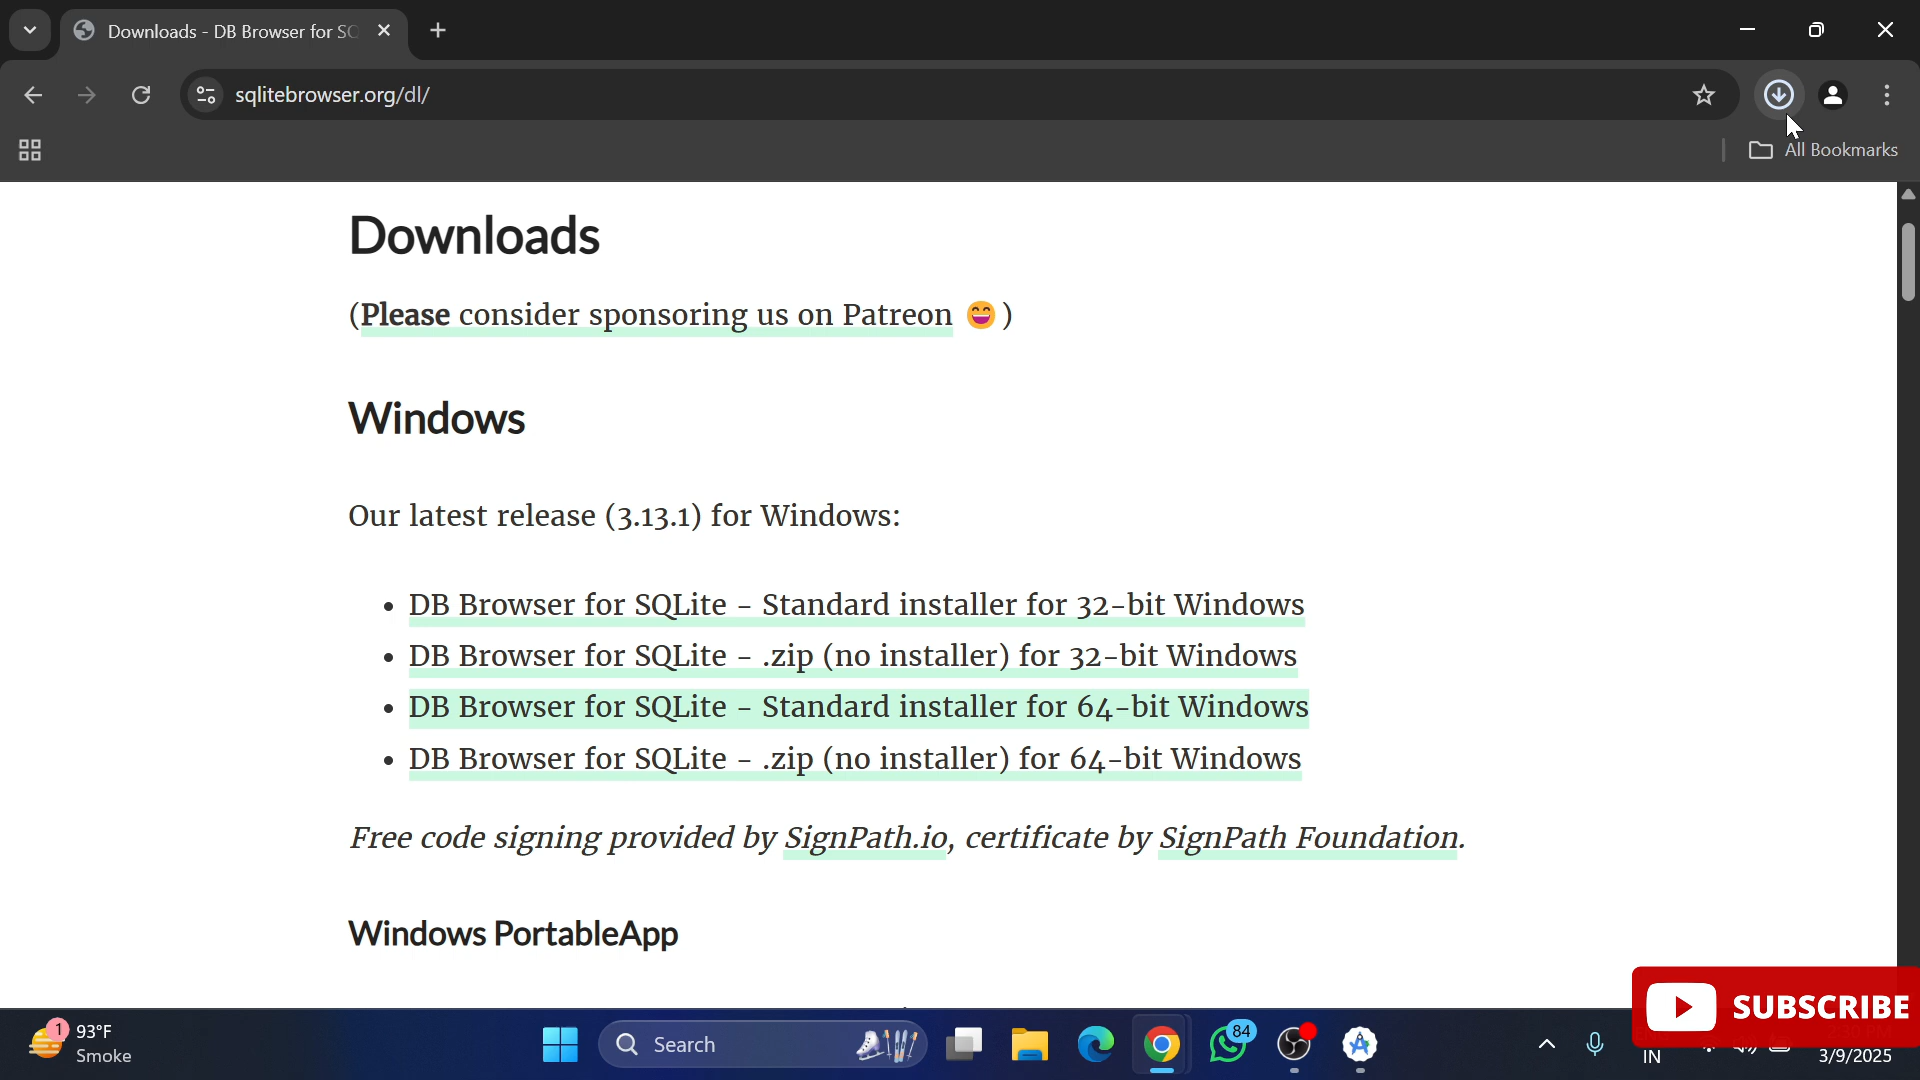 Downloads - DB Browser for SQ
sqlitebrowser.org/dl/
All Bookmarks
Downloads
(Please consider sponsoring us on Patreon 😄)
Windows
Our latest release (3.13.1) for Windows:
• DB Browser for SQLite - Standard installer for 32-bit Windows
• DB Browser for SQLite - .zip (no installer) for 32-bit Windows
• DB Browser for SQLite - Standard installer for 64-bit Windows
• DB Browser for SQLite - .zip (no installer) for 64-bit Windows
Free code signing provided by SignPath.io, certificate by SignPath Foundation.
Windows PortableApp
SUBSCRIBE
1
93°F
Smoke
Search
84
IN
3/9/2025